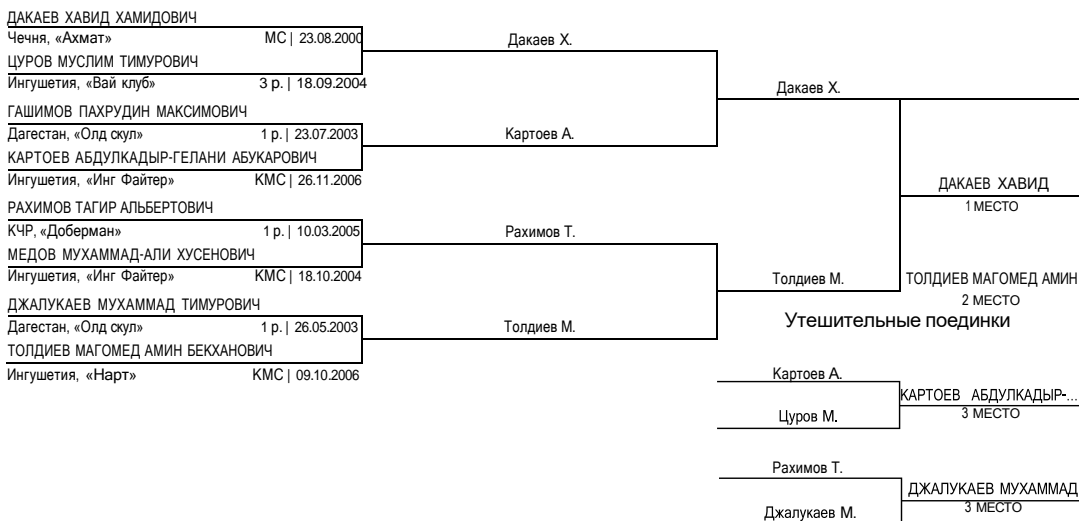 ДАКАЕВ ХАВИД ХАМИДОВИЧ
Чечня, «Ахмат» МС | 23.08.2000
ЦУРОВ МУСЛИМ ТИМУРОВИЧ
Ингушетия, «Вай клуб» 3 р. | 18.09.2004
ГАШИМОВ ПАХРУДИН МАКСИМОВИЧ
Дагестан, «Олд скул» 1 р. | 23.07.2003
КАРТОЕВ АБДУЛКАДЫР-ГЕЛАНИ АБУКАРОВИЧ
Ингушетия, «Инг Файтер» КМС | 26.11.2006
РАХИМОВ ТАГИР АЛЬБЕРТОВИЧ
КЧР, «Доберман» 1 р. | 10.03.2005
МЕДОВ МУХАММАД-АЛИ ХУСЕНОВИЧ
Ингушетия, «Инг Файтер» КМС | 18.10.2004
ДЖАЛУКАЕВ МУХАММАД ТИМУРОВИЧ
Дагестан, «Олд скул» 1 р. | 26.05.2003
ТОЛДИЕВ МАГОМЕД АМИН БЕКХАНОВИЧ
Ингушетия, «Нарт» КМС | 09.10.2006
Дакаев Х.
Картоев А.
Рахимов Т.
Толдиев М.
Дакаев Х.
Толдиев М.
ДАКАЕВ ХАВИД
1 МЕСТО
ТОЛДИЕВ МАГОМЕД АМИН
2 МЕСТО
Утешительные поединки
Картоев А.
Цуров М.
КАРТОЕВ АБДУЛКАДЫР-...
3 МЕСТО
Рахимов Т.
Джалукаев М.
ДЖАЛУКАЕВ МУХАММАД
3 МЕСТО